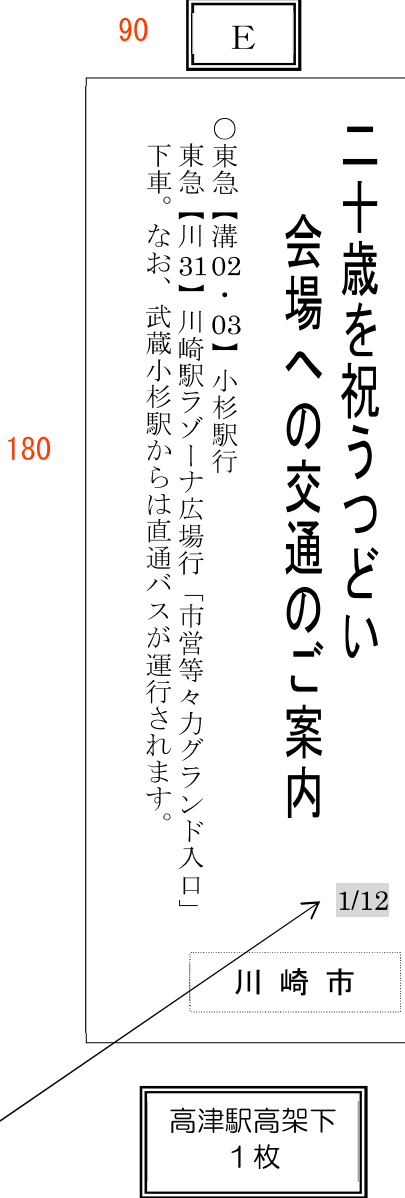 90
E
二十歳を祝うつどい
会場への交通のご案内
○東急【溝02・03】小杉駅行
東急【川31】川崎駅ラゾーナ広場行「市営等々力グランド入口」
下車。なお、武蔵小杉駅からは直通バスが運行されます。
180
1/12
川崎市
高津駅高架下
１枚